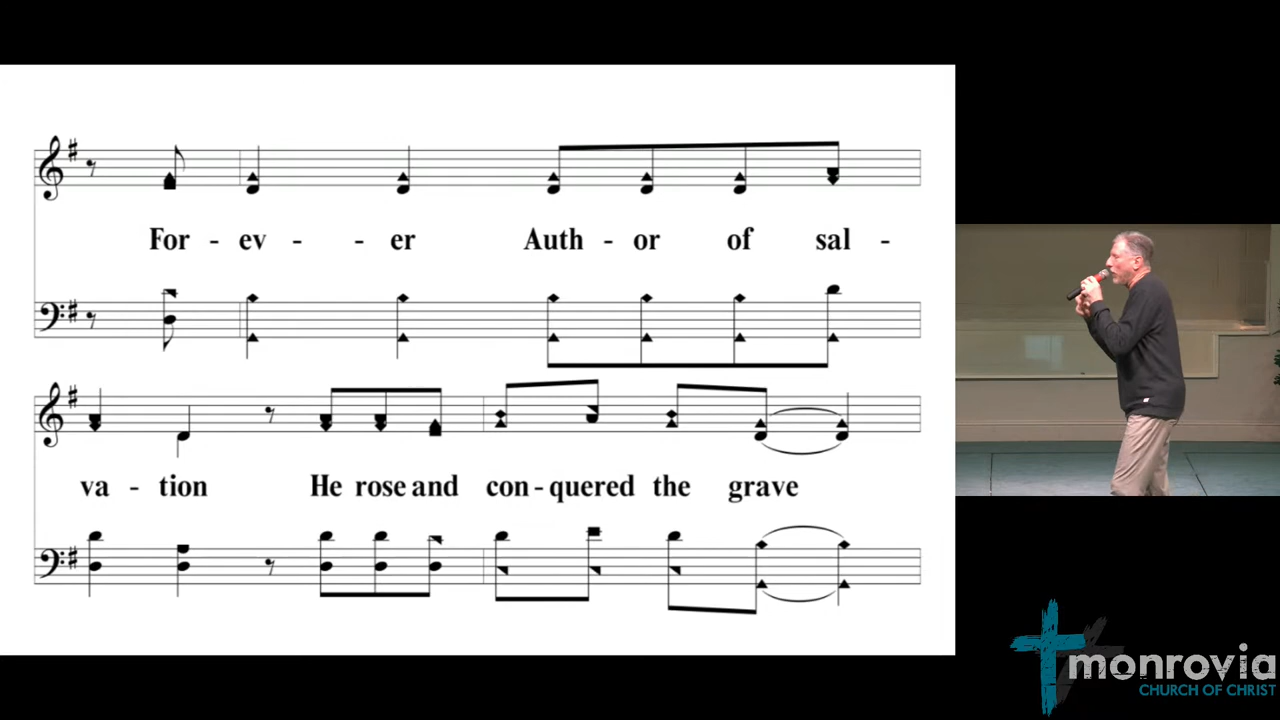 For - ev - - er Auth - or of sal -
va - tion He rose and con - quered the grave
monrovia
CHURCH OF CHRIST